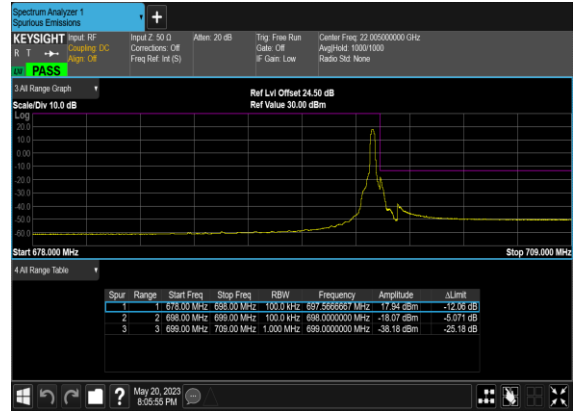 Spectrum Analyzer 1
Spurious Emissions
+
KEYSIGHT
R T
PASS
Input: RF
Coupling: DC
Align: Off
Input Z: 50 Ω
Corrections: Off
Freq Ref: Int (S)
Atten: 20 dB
Trig: Free Run
Gate: Off
IF Gain: Low
Center Freq: 22.005000000 GHz
Avg|Hold: 1000/1000
Radio Std: None
3 All Range Graph
Scale/Div 10.0 dB
Ref Lvl Offset 24.50 dB
Ref Value 30.00 dBm
Log
20.0
10.0
0.00
-10.0
-20.0
-30.0
-40.0
-50.0
-60.0
Start 678.000 MHz
Stop 709.000 MHz
4 All Range Table
Spur Range Start Freq Stop Freq RBW Frequency Amplitude ΔLimit
1 1 678.00 MHz 698.00 MHz 100.0 kHz 697.5666667 MHz 17.94 dBm -12.06 dB
2 2 698.00 MHz 699.00 MHz 100.0 kHz 698.0000000 MHz -18.07 dBm -5.071 dB
3 3 699.00 MHz 709.00 MHz 1.000 MHz 699.0000000 MHz -38.18 dBm -25.18 dB
?
May 20, 2023
8:05:55 PM